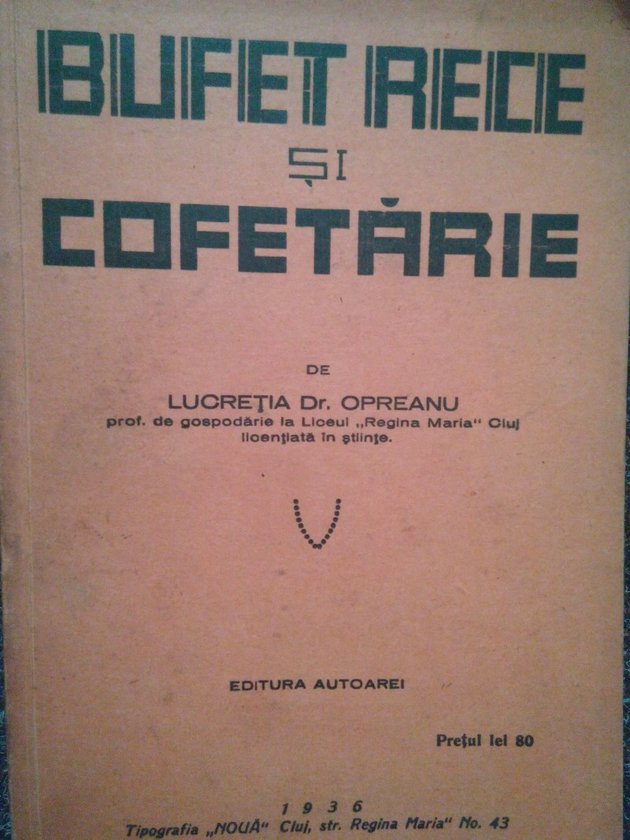 BUFET RECE
ȘI
COFETĂRIE
DE
LUCREȚIA Dr. OPREANU
prof. de gospodărie la Liceul „Regina Maria“ Cluj
licențiată în științe.
EDITURA AUTOAREI
Prețul lei 80
1936
Tipografia „NOUĂ“ Cluj, str. Regina Maria“ No. 43